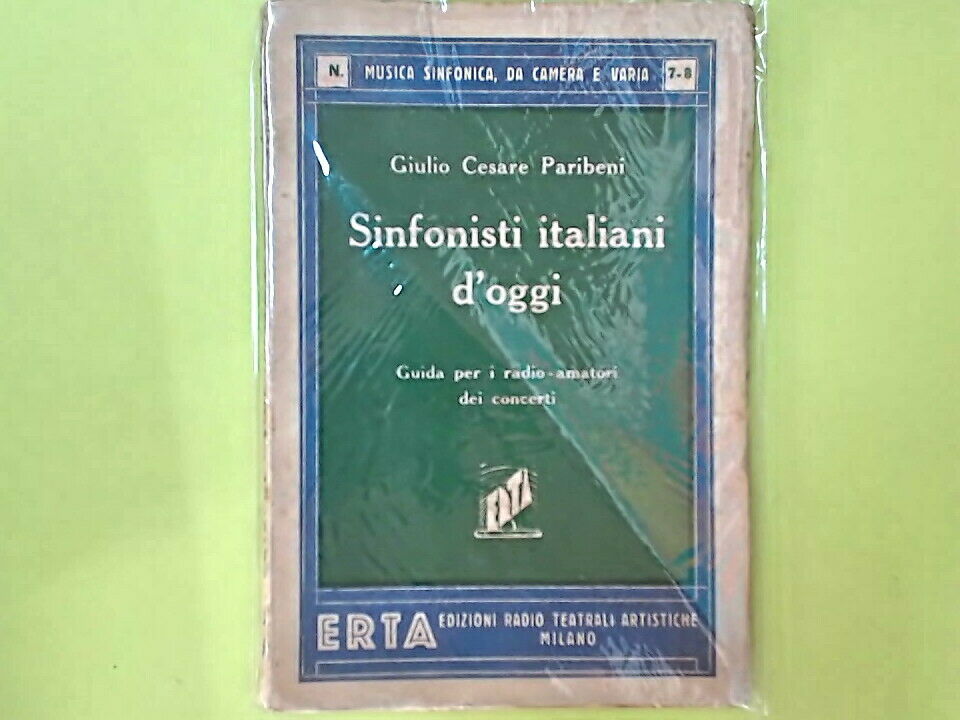 N. MUSICA SINFONICA, DA CAMERA E VARIA 7-8
Giulio Cesare Paribeni
Sinfonisti italiani
d'oggi
Guida per i radio-amatori
dei concerti
ERTA
ERTA EDIZIONI RADIO TEATRALI ARTISTICHE
MILANO